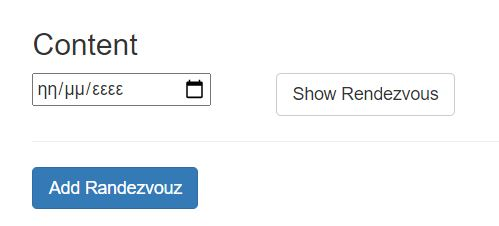 Content
ηη/μμ/εεεε
Show Rendezvous
Add Randezvouz